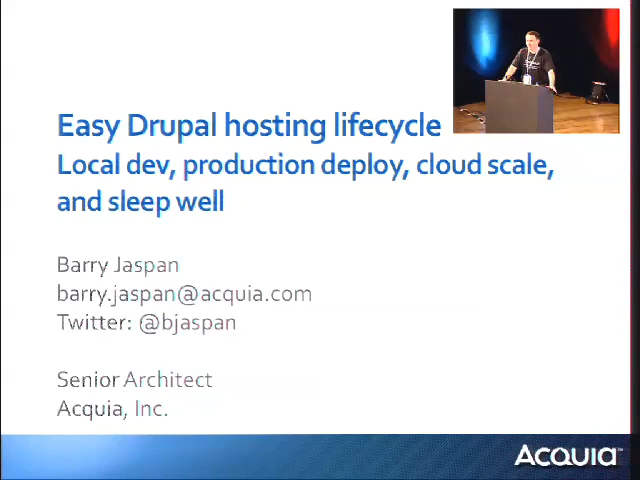 Easy Drupal hosting lifecycle
Local dev, production deploy, cloud scale,
and sleep well
Barry Jaspan
barry.jaspan@acquia.com
Twitter: @bjaspan
Senior Architect
Acquia, Inc.
Acquia™